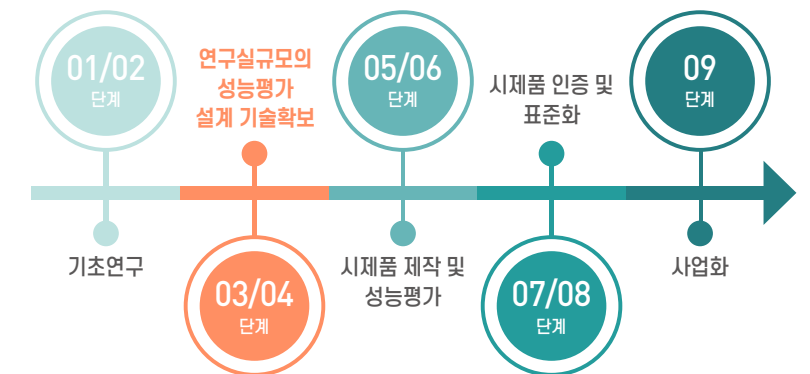 01/02
단계
기초연구
연구실규모의
성능평가
설계 기술확보
03/04
단계
05/06
단계
시제품 제작 및
성능평가
시제품 인증 및
표준화
07/08
단계
09
단계
사업화